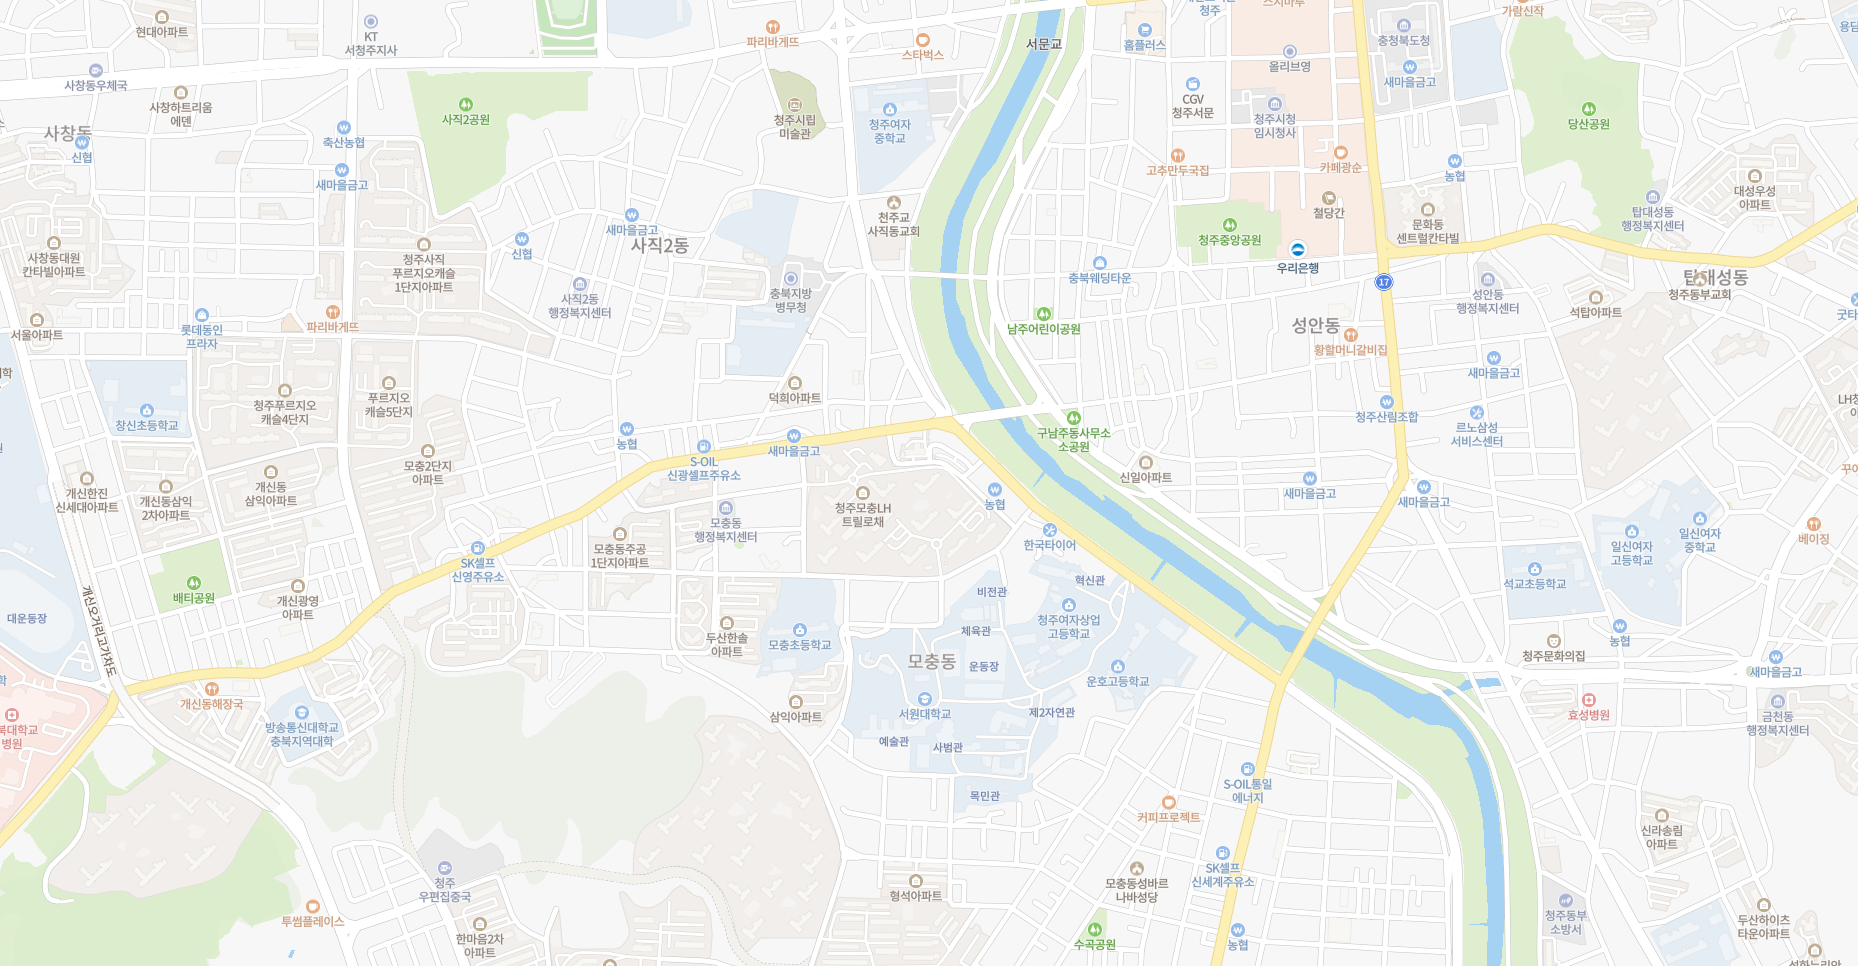 현대아파트
KT
서청주지사
파리바게뜨
스타벅스
서문교
청주
홈플러스
올리브영
충청북도청
새마을금고
가람신작
사창동우체국
사창하트리움
에덴
사직2공원
청주시립
미술관
청주여자
중학교
CGV
청주서문
청주시청
임시청사
당산공원
사창동
신협
축산농협
새마을금고
고추만두국집
카페광순
농협
대성우성
아파트
천주교
사직동교회
철당간
문화동
센트럴칸타빌
탑대성동
행정복지센터
사창동대원
칸타빌아파트
청주사직
푸르지오캐슬
1단지아파트
신협
새마을금고
사직2동
청주중앙공원
우리은행
충북웨딩타운
탑대성동
청주동부교회
17
사직2동
행정복지센터
충북지방
병무청
성안동
행정복지센터
석탑아파트
서울아파트
롯데동인
프라자
파리바게뜨
남주어린이공원
성안동
황할머니갈비집
새마을금고
창신초등학교
청주푸르지오
캐슬4단지
푸르지오
캐슬5단지
덕희아파트
구남주동사무소
소공원
청주산림조합
르노삼성
서비스센터
농협
S-OIL
신광셀프주유소
새마을금고
모충2단지
아파트
신일아파트
새마을금고
새마을금고
개신한진
신세대아파트
개신동삼익
2차아파트
개신동
삼익아파트
모충동
행정복지센터
청주모충LH
트릴로채
농협
한국타이어
일신여자
고등학교
일신여자
중학교
베이징
SK셀프
신영주유소
모충동주공
1단지아파트
혁신관
비전관
석교초등학교
배티공원
개신광영
아파트
대운동장
개신오거리고가차도
두산한솔
아파트
모충초등학교
체육관
청주여자상업
고등학교
모충동
운동장
운호고등학교
농협
청주문화의집
새마을금고
개신동해장국
방송통신대학교
충북지역대학
삼익아파트
서원대학교
제2자연관
효성병원
금천동
행정복지센터
북대학교
병원
예술관
사범관
목민관
S-OIL통일
에너지
커피프로젝트
신라송림
아파트
청주
우편집중국
형석아파트
모충동성바르
나바성당
SK셀프
신세계주유소
투썸플레이스
한마음2차
아파트
수곡공원
농협
청주동부
소방서
두산하이츠
타운아파트